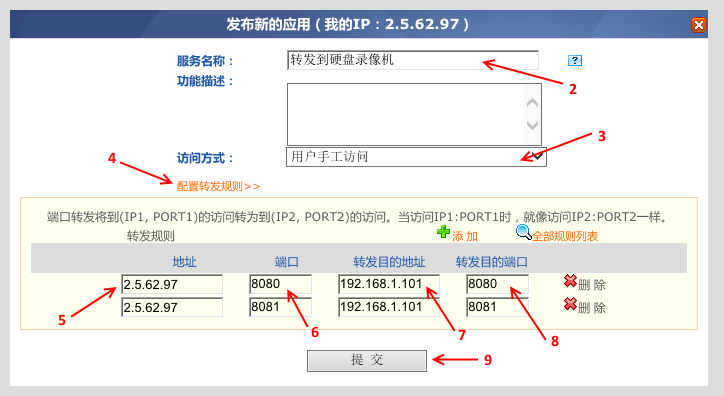 发布新的应用 ( 我的IP : 2.5.62.97 )
服务名称： 转发到硬盘录像机 ?
2
功能描述：
3
访问方式： 用户手工访问
4
配置转发规则>>
端口转发将到(IP1, PORT1)的访问转为到(IP2, PORT2)的访问。当访问IP1:PORT1时，就像访问IP2:PORT2一样。
转发规则 添 加 全部规则列表
地址 端口 转发目的地址 转发目的端口
2.5.62.97 8080 192.168.1.101 8080 删 除
2.5.62.97 8081 192.168.1.101 8081 删 除
5 6 7 8
提 交 9